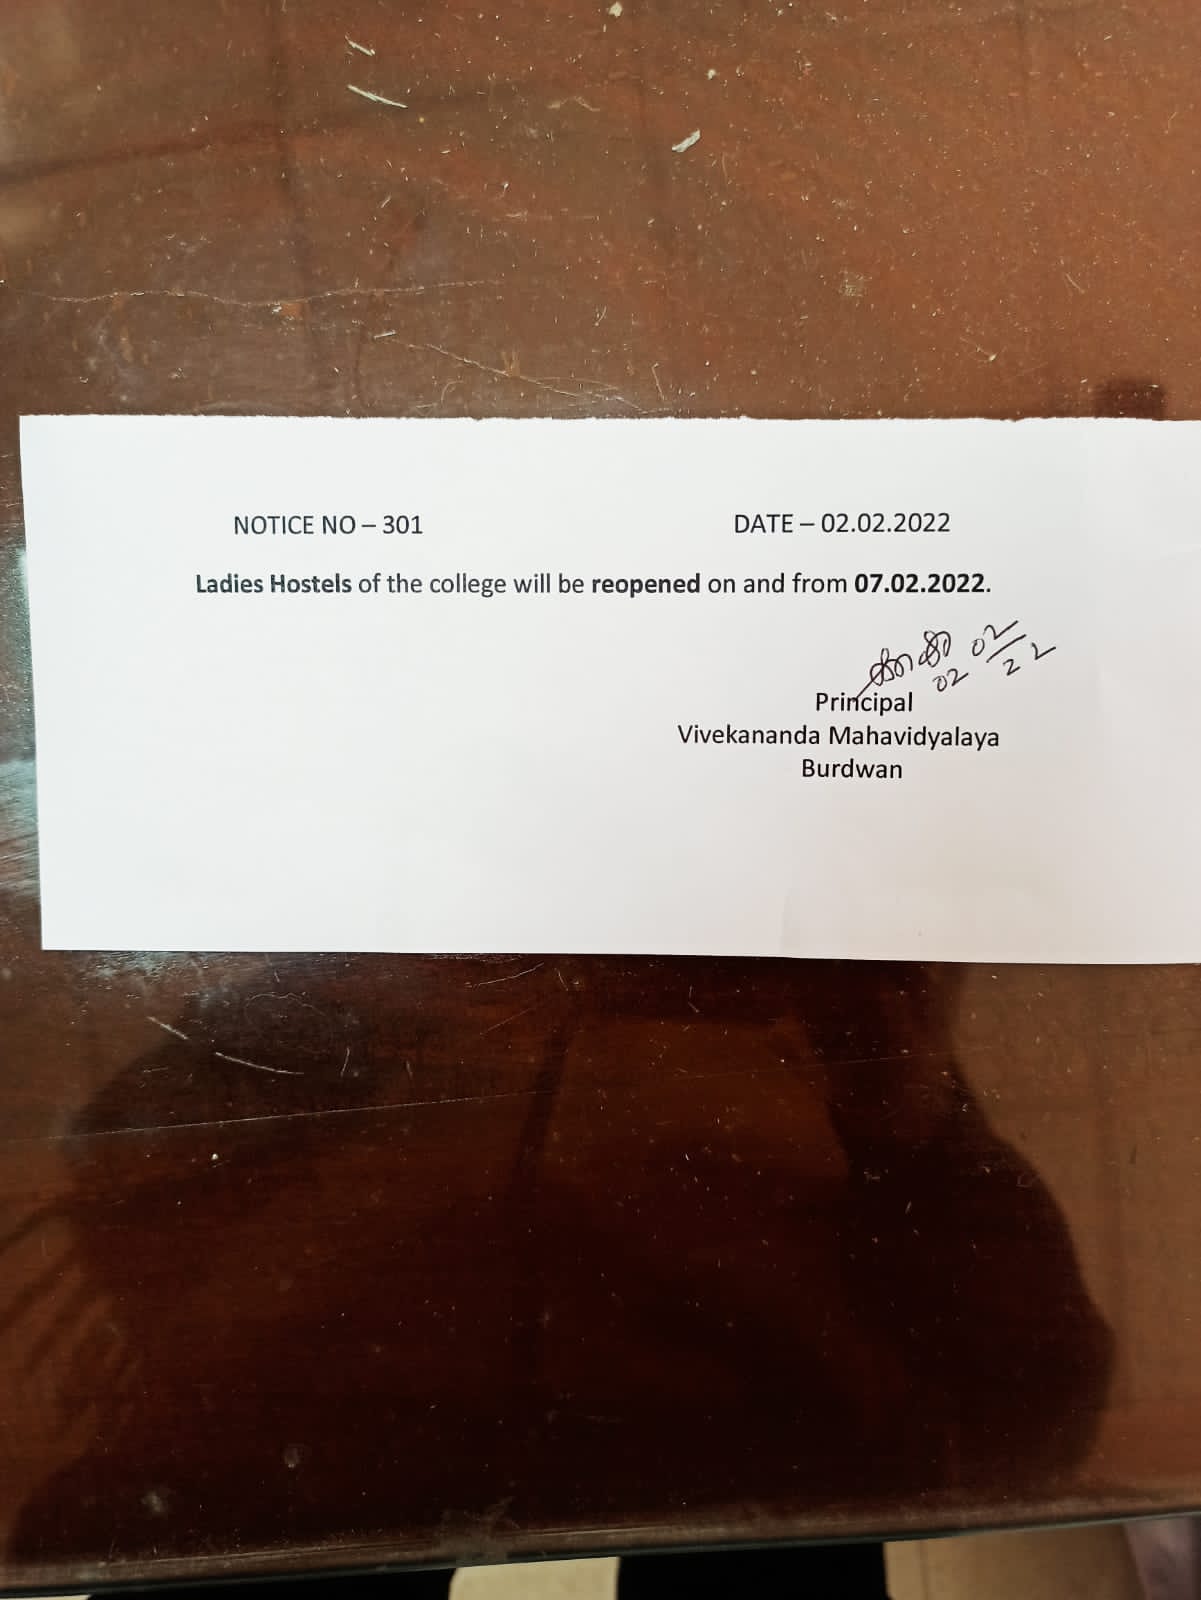 NOTICE NO – 301 DATE – 02.02.2022
Ladies Hostels of the college will be reopened on and from 07.02.2022.
02 02/22
Principal
Vivekananda Mahavidyalaya
Burdwan